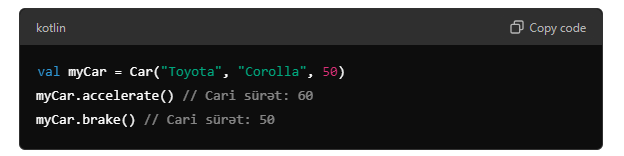 kotlin
Copy code
val myCar = Car("Toyota", "Corolla", 50)
myCar.accelerate() // Cari sürət: 60
myCar.brake() // Cari sürət: 50